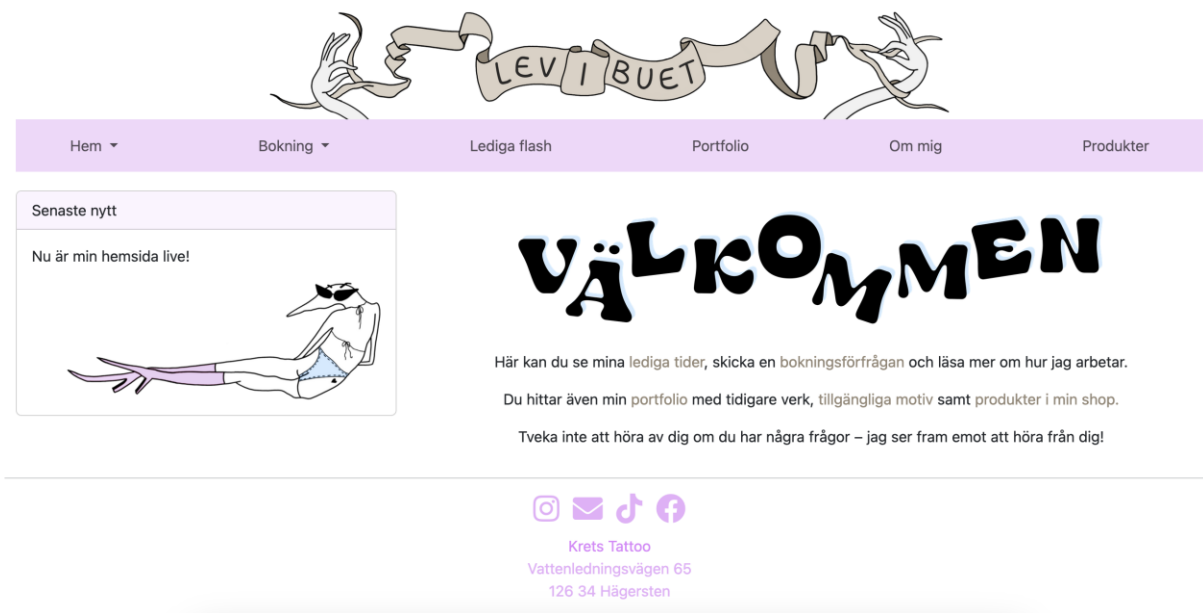 LEV I BUET
Hem
Bokning
Lediga flash
Portfolio
Om mig
Produkter
Senaste nytt
Nu är min hemsida live!
VÄLKOMMEN
Här kan du se mina lediga tider, skicka en bokningsförfrågan och läsa mer om hur jag arbetar.
Du hittar även min portfolio med tidigare verk, tillgängliga motiv samt produkter i min shop.
Tveka inte att höra av dig om du har några frågor – jag ser fram emot att höra från dig!
Krets Tattoo
Vattenledningsvägen 65
126 34 Hägersten